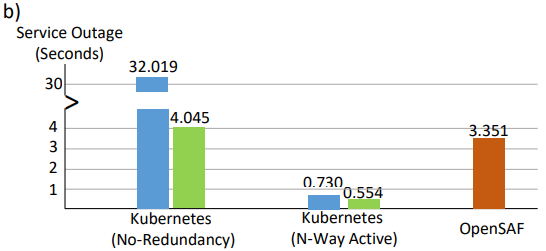 b)
Service Outage
(Seconds)
32.019
30
4.045
4
3.351
3
2
0.730
0.554
1
Kubernetes
(No-Redundancy)
Kubernetes
(N-Way Active)
OpenSAF